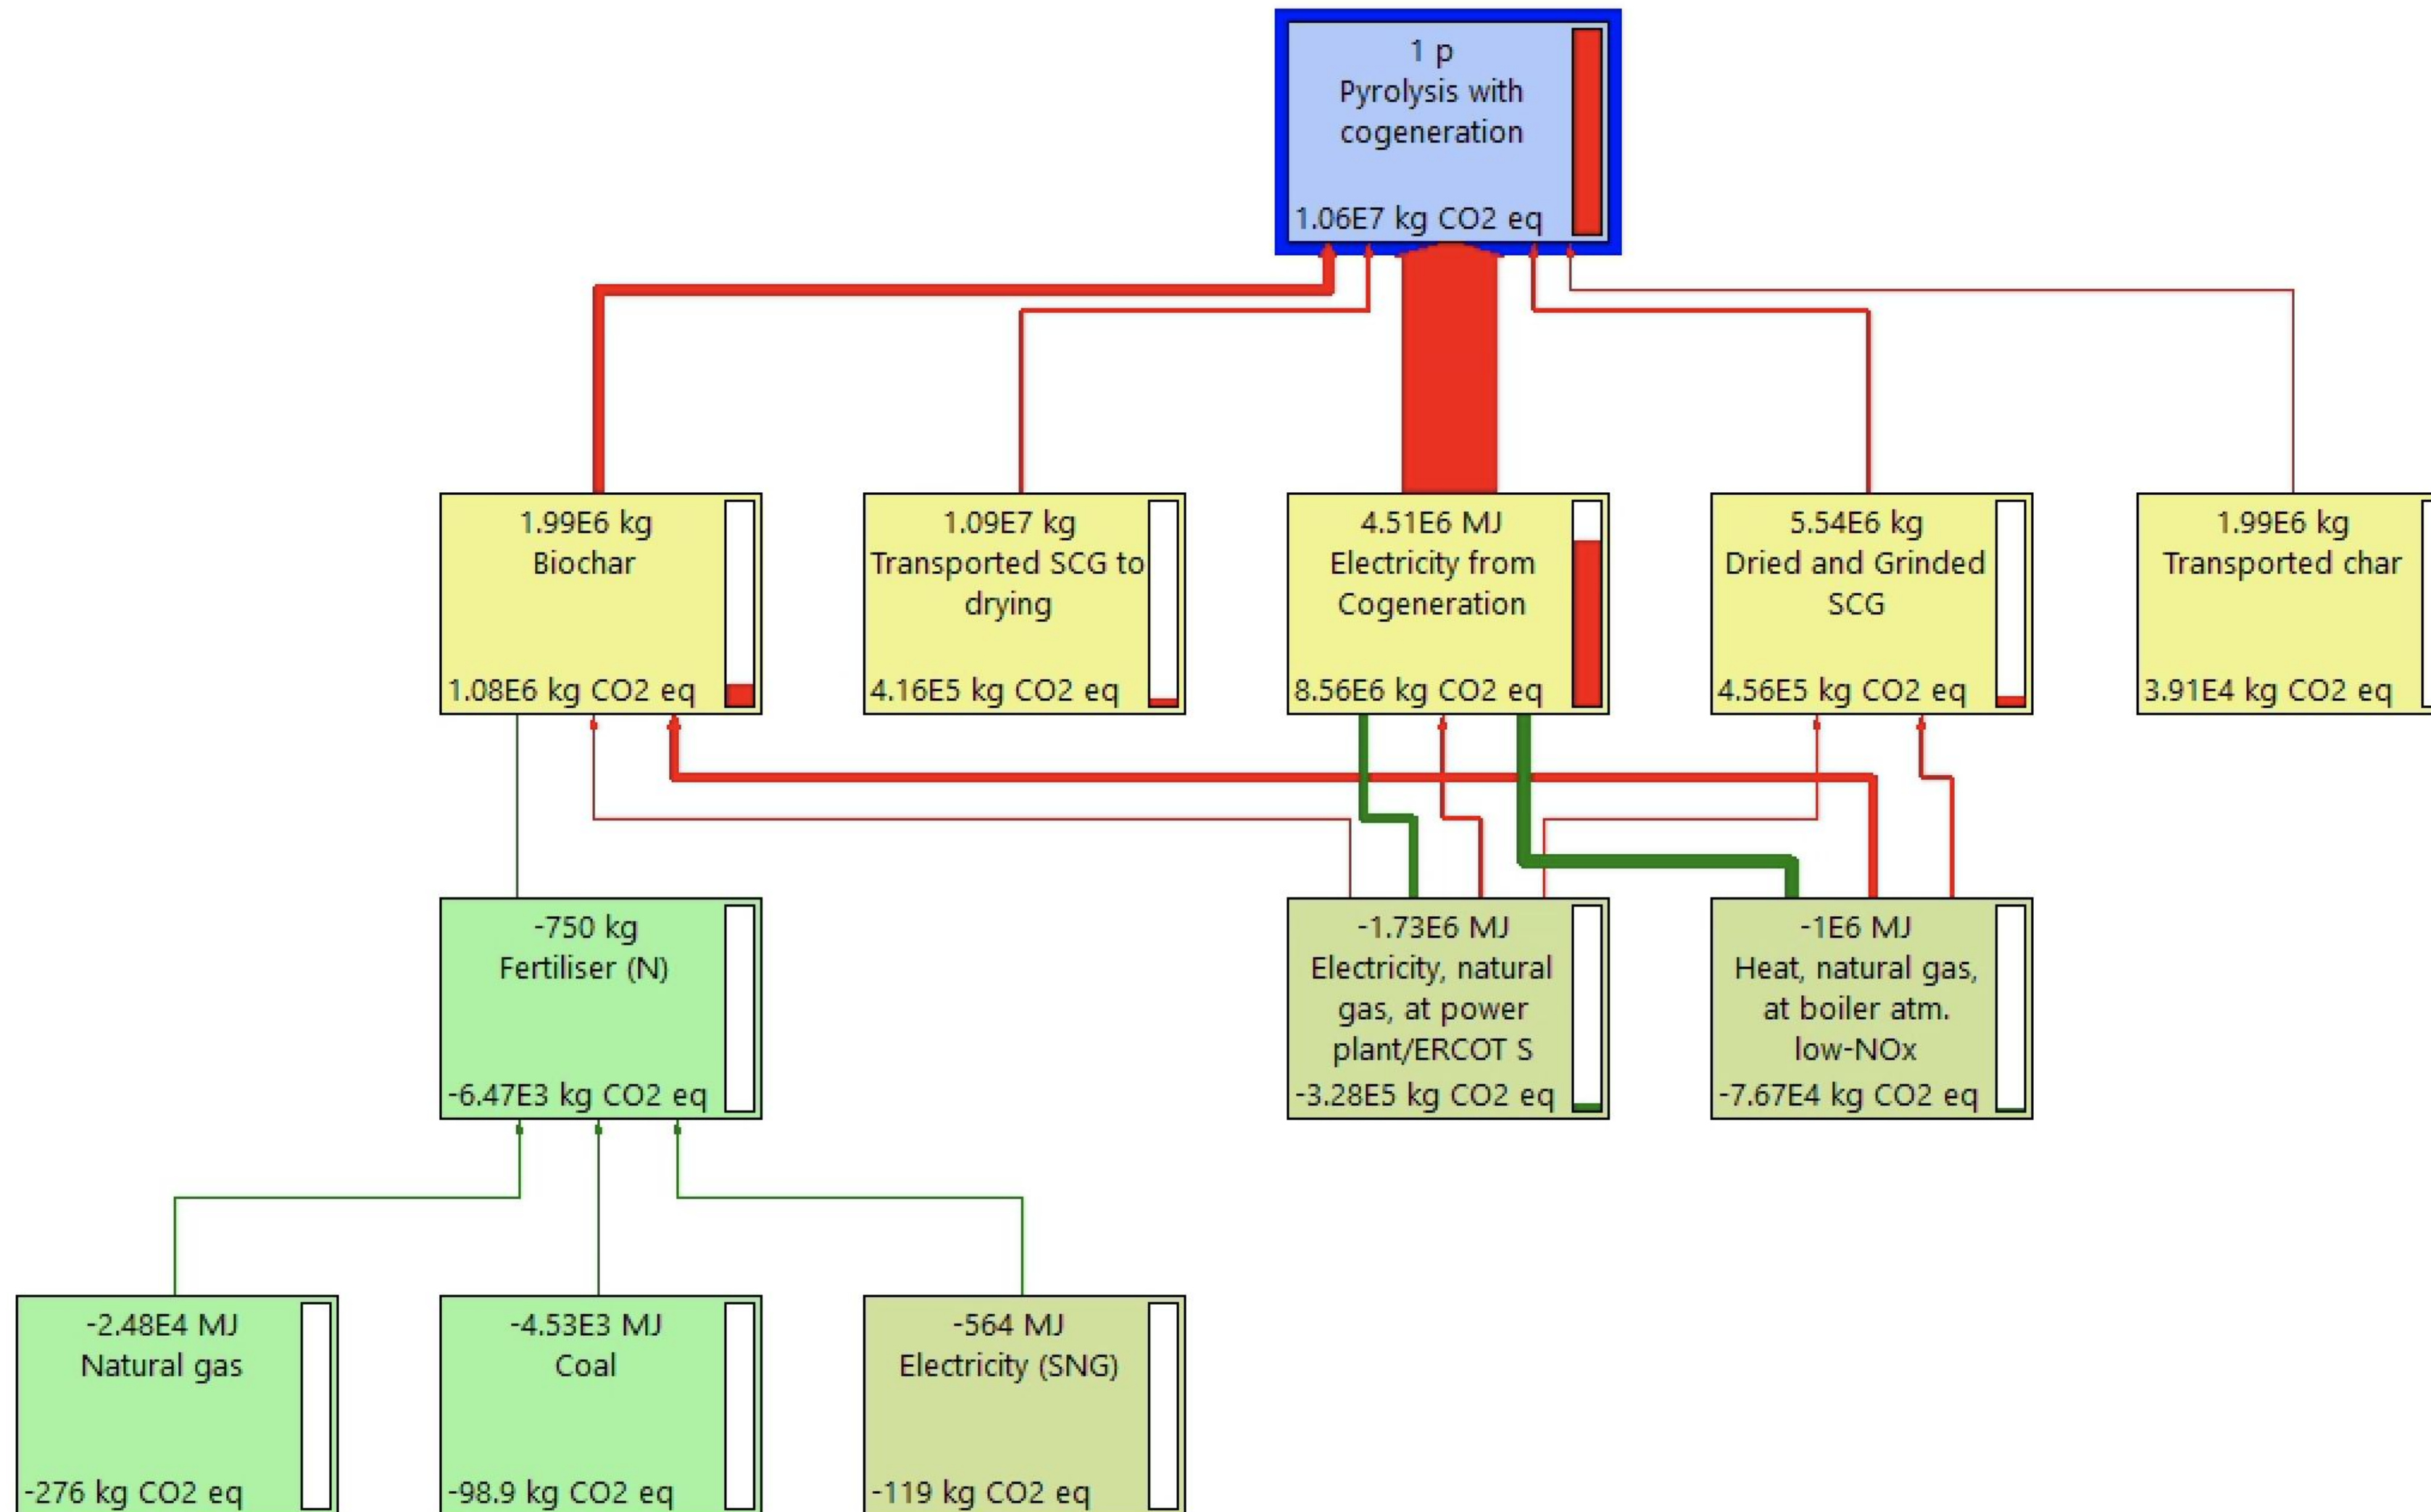 1 p
Pyrolysis with
cogeneration
1.06E7 kg CO2 eq
1.99E6 kg
Biochar
1.08E6 kg CO2 eq
1.09E7 kg
Transported SCG to
drying
4.16E5 kg CO2 eq
4.51E6 MJ
Electricity from
Cogeneration
8.56E6 kg CO2 eq
5.54E6 kg
Dried and Grinded
SCG
4.56E5 kg CO2 eq
1.99E6 kg
Transported char
3.91E4 kg CO2 eq
-750 kg
Fertiliser (N)
-6.47E3 kg CO2 eq
-1.73E6 MJ
Electricity, natural
gas, at power
plant/ERCOT S
-3.28E5 kg CO2 eq
-1E6 MJ
Heat, natural gas,
at boiler atm.
low-NOx
-7.67E4 kg CO2 eq
-2.48E4 MJ
Natural gas
-276 kg CO2 eq
-4.53E3 MJ
Coal
-98.9 kg CO2 eq
-564 MJ
Electricity (SNG)
-119 kg CO2 eq